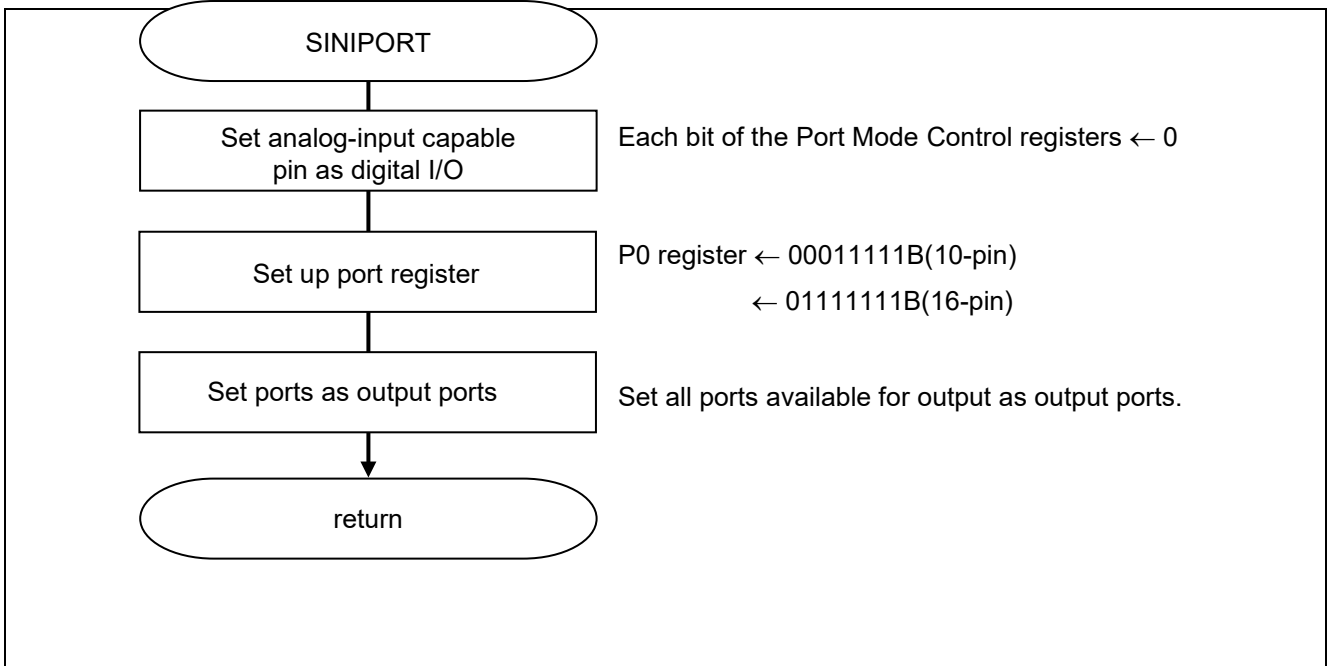 SINIPORT
Set analog-input capable
pin as digital I/O
Each bit of the Port Mode Control registers ← 0
Set up port register
P0 register ← 00011111B(10-pin)
← 01111111B(16-pin)
Set ports as output ports
Set all ports available for output as output ports.
return